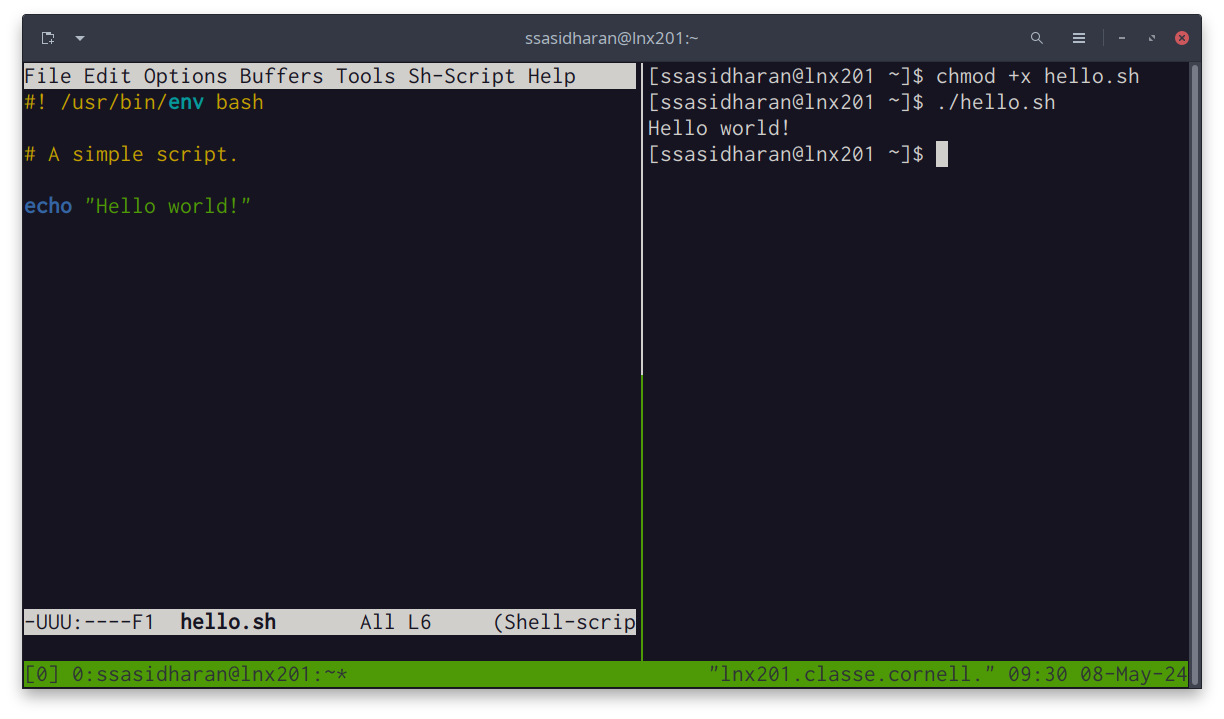 ssasidharan@lnx201:~
File Edit Options Buffers Tools Sh-Script Help
#! /usr/bin/env bash
# A simple script.
echo "Hello world!"
-UUU:----F1  hello.sh       All L6     (Shell-scrip
[ssasidharan@lnx201 ~]$ chmod +x hello.sh
[ssasidharan@lnx201 ~]$ ./hello.sh
Hello world!
[ssasidharan@lnx201 ~]$
[0] 0:ssasidharan@lnx201:~* "lnx201.classe.cornell." 09:30 08-May-24